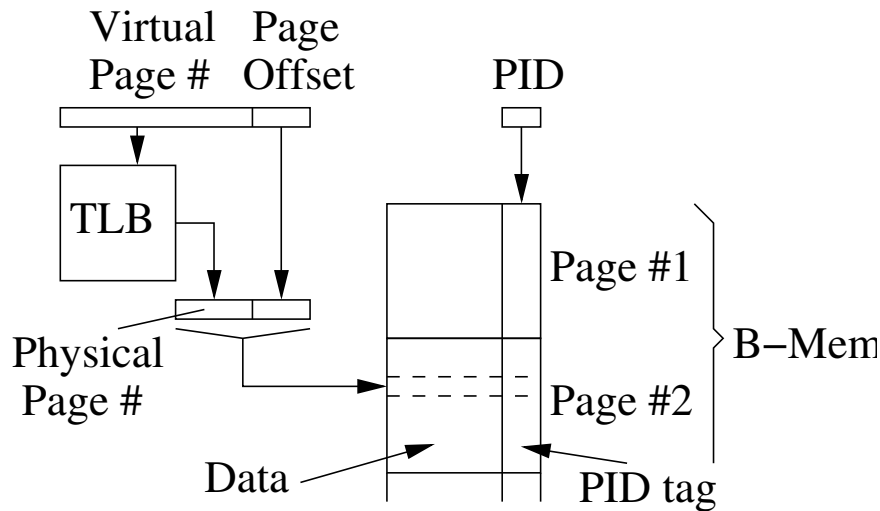 Virtual
Page #
Page
Offset
PID
TLB
Page #1
Physical
Page #
B–Mem
Page #2
Data
PID tag